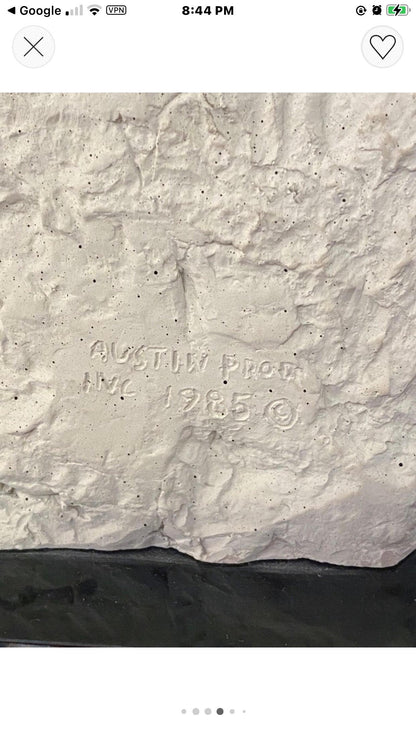 Google
VPN
8:44 PM
AUSTIN PROD
INC 1985 ©